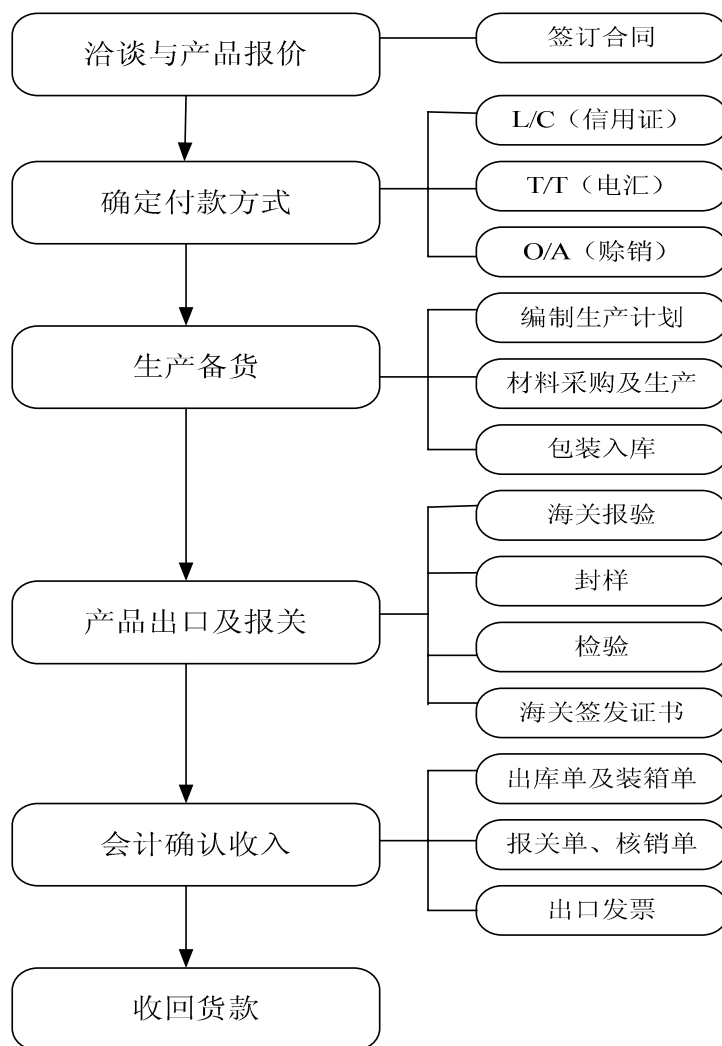 洽谈与产品报价
签订合同
确定付款方式
L/C（信用证）
T/T（电汇）
O/A（赊销）
生产备货
编制生产计划
材料采购及生产
包装入库
产品出口及报关
海关报验
封样
检验
海关签发证书
会计确认收入
出库单及装箱单
报关单、核销单
出口发票
收回货款